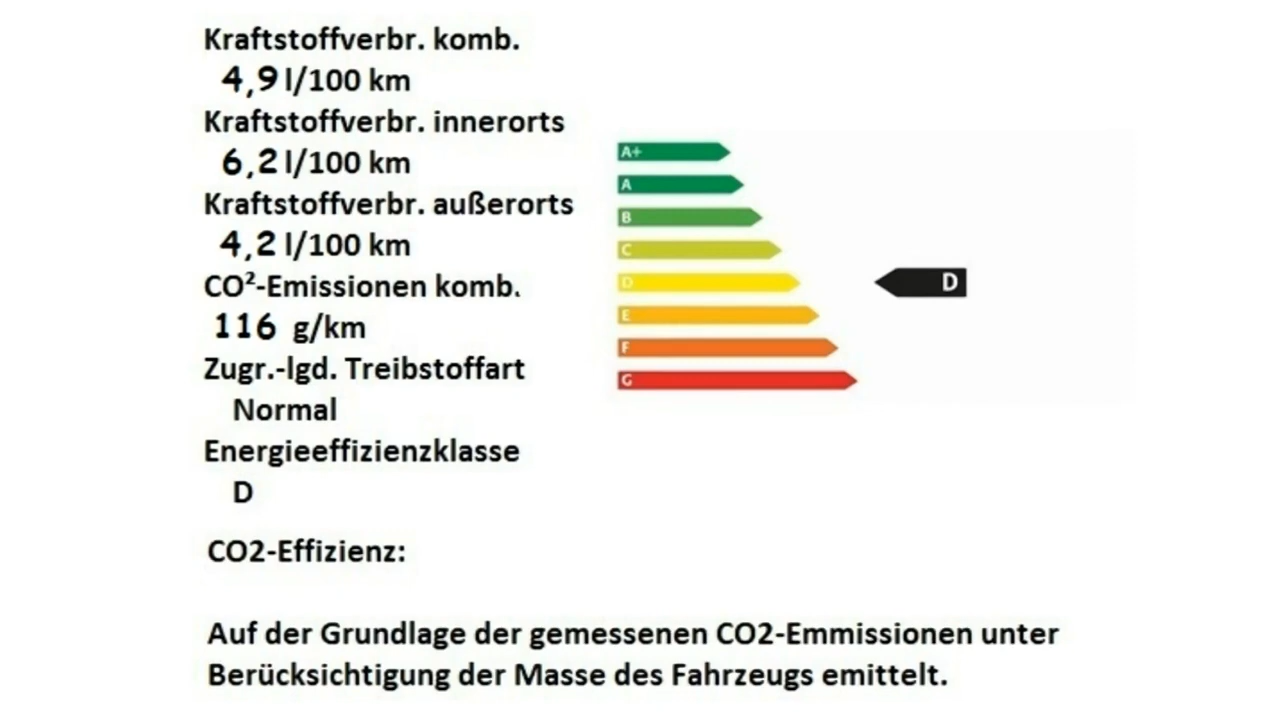 Kraftstoffverbr. komb.
4,9 l/100 km
Kraftstoffverbr. innerorts
6,2 l/100 km
Kraftstoffverbr. außerorts
4,2 l/100 km
CO²-Emissionen komb.
116 g/km
Zugr.-lgd. Treibstoffart
Normal
Energieeffizienzklasse
D
A+
A
B
C
D
E
F
G
D
CO2-Effizienz:
Auf der Grundlage der gemessenen CO2-Emmissionen unter
Berücksichtigung der Masse des Fahrzeugs emittelt.